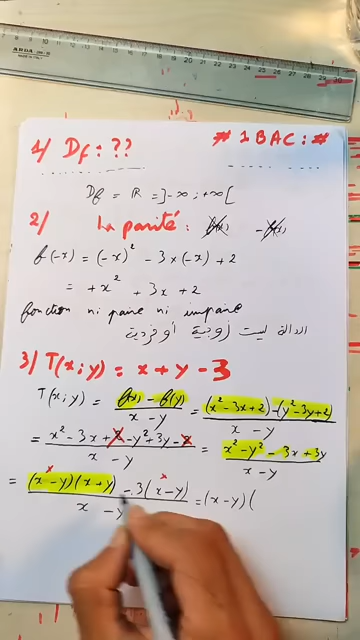 # 1 BAC: #
1/ Df : ??
Df = ℝ = ]-∞ ; +∞[
2) La parité : f(x) -f(x)
f(-x) = (-x)² - 3×(-x) + 2
= +x² + 3x + 2
fonction ni paire ni impaire
الدالة ليست زوجية أو فردية
3) T(x;y) = x+y-3
T(x;y) = (f(x) - f(y))/(x - y) = ((x²-3x+2)-(y²-3y+2))/(x - y)
= (x²-3x+2-y²+3y-2)/(x - y) = (x²-y²-3x+3y)/(x-y)
= ((x-y)(x+y) - 3(x-y))/(x - y) = (x-y)(